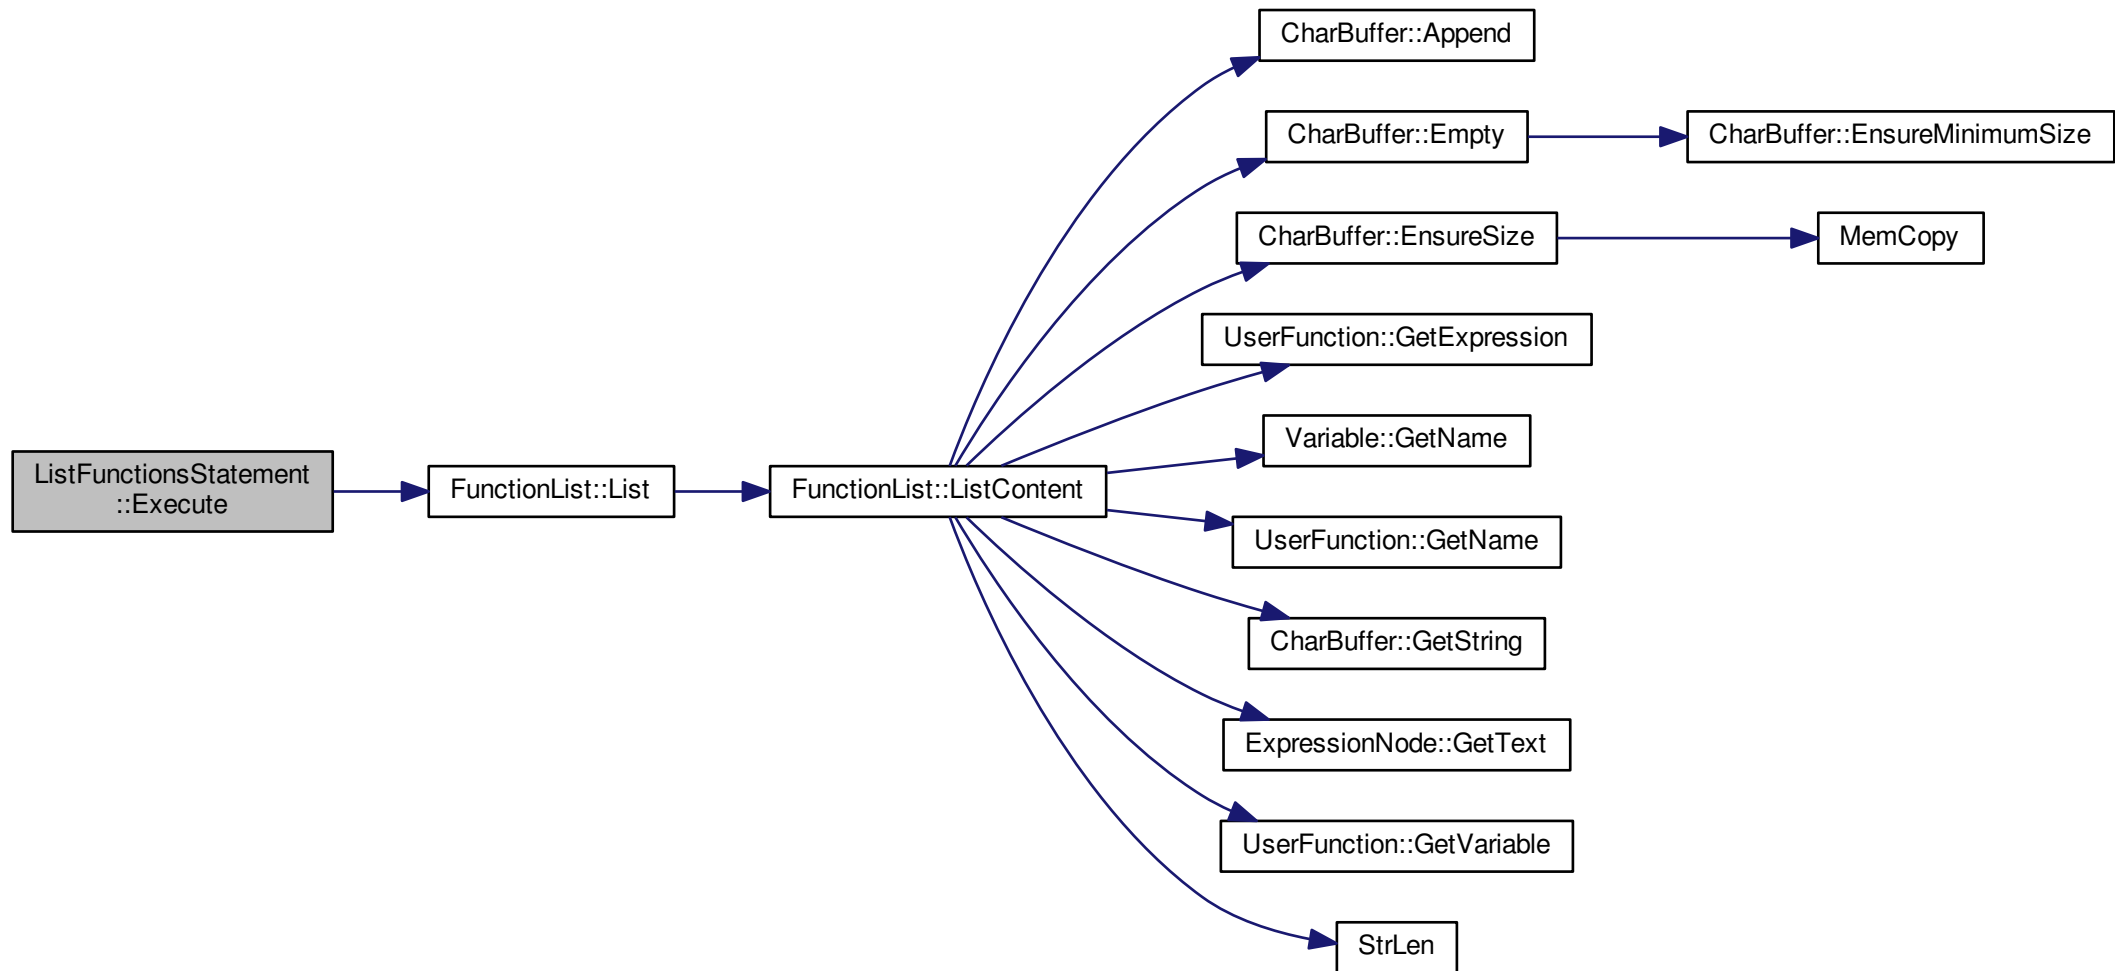 CharBuffer::Append
CharBuffer::Empty
CharBuffer::EnsureMinimumSize
CharBuffer::EnsureSize
MemCopy
UserFunction::GetExpression
Variable::GetName
ListFunctionsStatement
::Execute
FunctionList::List
FunctionList::ListContent
UserFunction::GetName
CharBuffer::GetString
ExpressionNode::GetText
UserFunction::GetVariable
StrLen